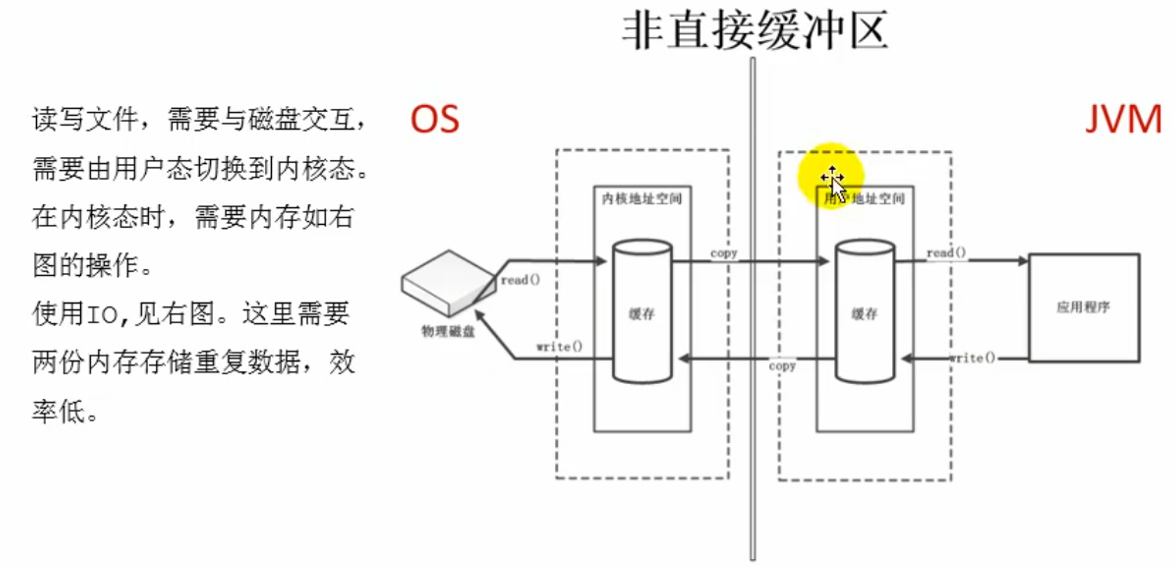 非直接缓冲区
读写文件，需要与磁盘交互，
需要由用户态切换到内核态。
在内核态时，需要内存如右
图的操作。
使用IO,见右图。这里需要
两份内存存储重复数据，效
率低。
OS
JVM
内核地址空间
用户地址空间
copy
read()
read()
缓存
缓存
应用程序
物理磁盘
write()
copy
write()